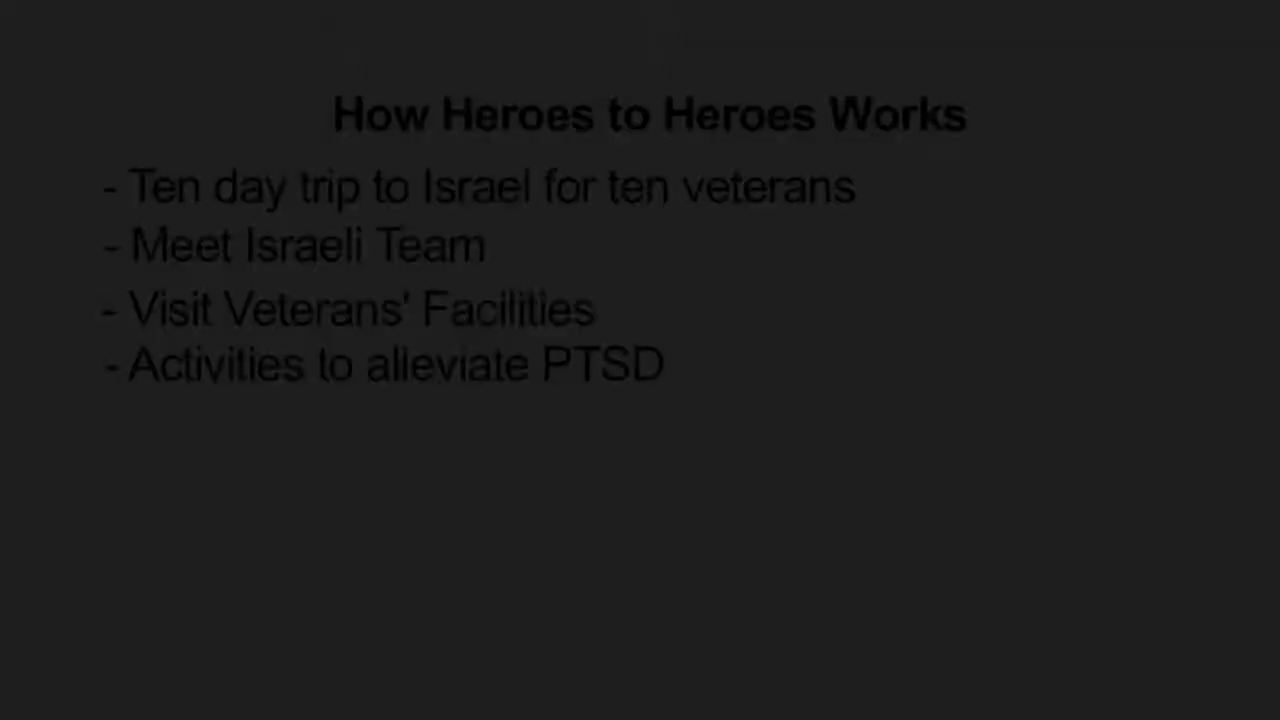 How Heroes to Heroes Works
- Ten day trip to Israel for ten veterans
- Meet Israeli Team
- Visit Veterans' Facilities
- Activities to alleviate PTSD